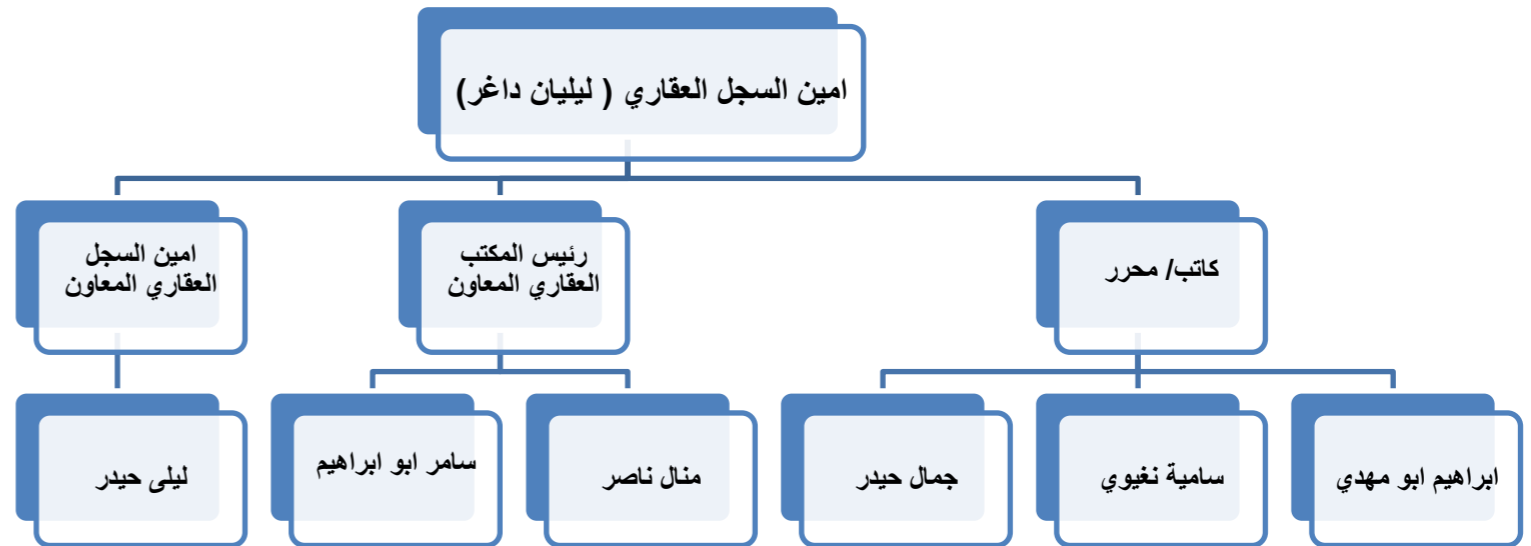 امين السجل العقاري ( ليليان داغر)
كاتب/ محرر
رئيس المكتب
العقاري المعاون
امين السجل
العقاري المعاون
ابراهيم ابو مهدي
سامية نغيوي
جمال حيدر
منال ناصر
سامر ابو ابراهيم
ليلى حيدر